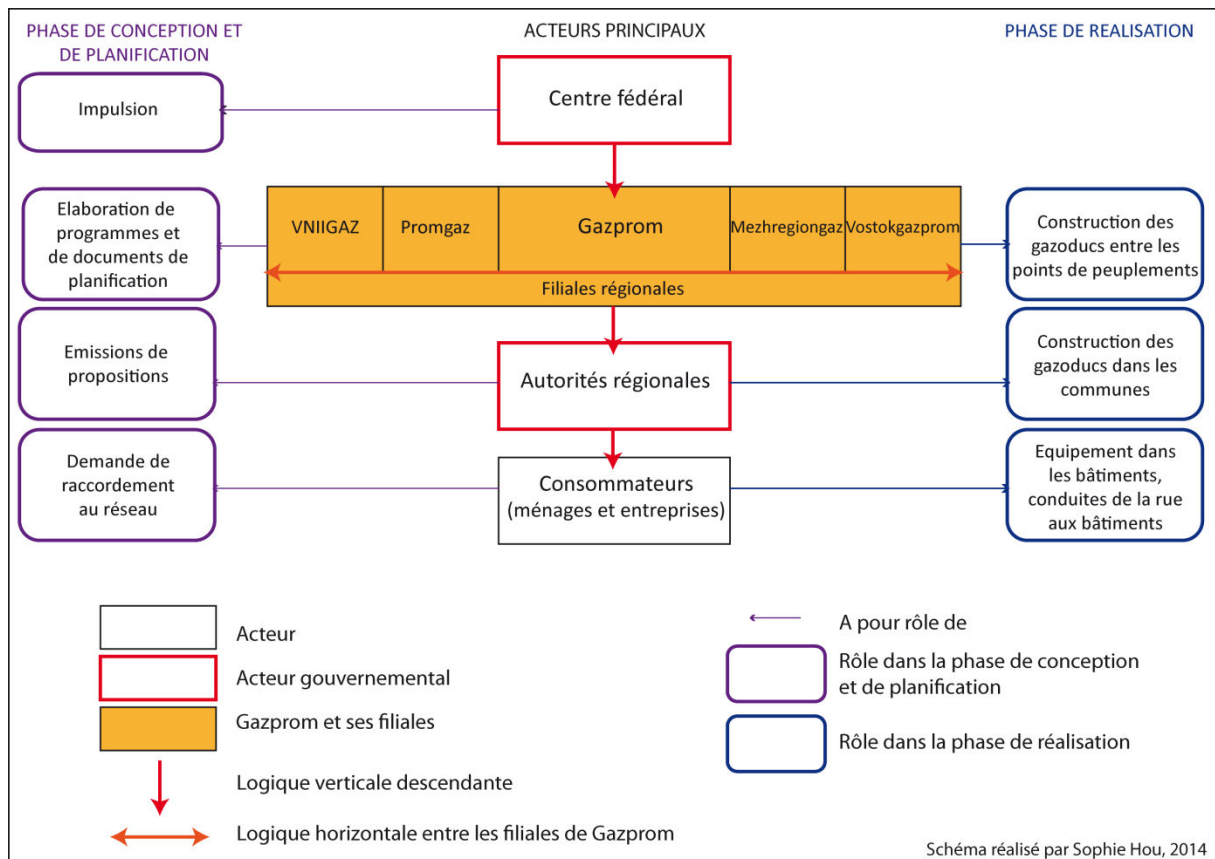 PHASE DE CONCEPTION ET
DE PLANIFICATION
ACTEURS PRINCIPAUX
PHASE DE REALISATION
Impulsion
Centre fédéral
Elaboration de
programmes et
de documents de
planification
VNIIGAZ
Promgaz
Gazprom
Mezhregiongaz
Vostokgazprom
Filiales régionales
Construction des
gazoducs entre les
points de peuplements
Emissions de
propositions
Autorités régionales
Construction des
gazoducs dans les
communes
Demande de
raccordement
au réseau
Consommateurs
(ménages et entreprises)
Equipement dans
les bâtiments,
conduites de la rue
aux bâtiments
Acteur
Acteur gouvernemental
Gazprom et ses filiales
Logique verticale descendante
Logique horizontale entre les filiales de Gazprom
A pour rôle de
Rôle dans la phase de conception
et de planification
Rôle dans la phase de réalisation
Schéma réalisé par Sophie Hou, 2014